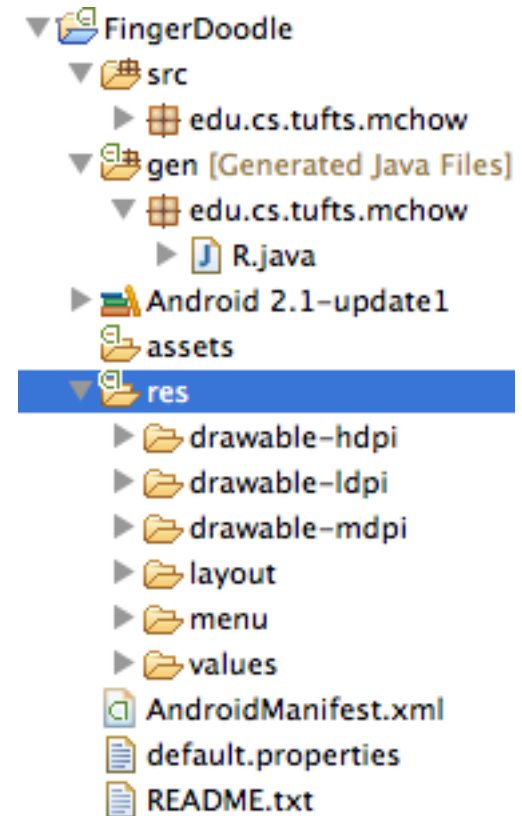 FingerDoodle
src
edu.cs.tufts.mchow
gen [Generated Java Files]
edu.cs.tufts.mchow
J R.java
Android 2.1-update1
assets
res
drawable-hdpi
drawable-ldpi
drawable-mdpi
layout
menu
values
AndroidManifest.xml
default.properties
README.txt